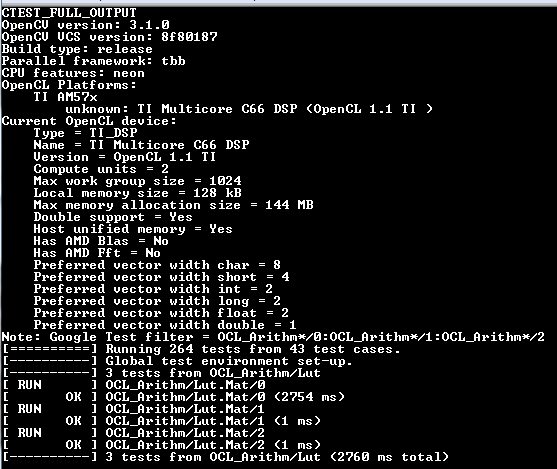 CTEST_FULL_OUTPUT
OpenCV version: 3.1.0
OpenCV VCS version: 8f80187
Build type: release
Parallel framework: tbb
CPU features: neon
OpenCL Platforms:
    TI AM57x
        unknown: TI Multicore C66 DSP (OpenCL 1.1 TI )
Current OpenCL device:
    Type = TI_DSP
    Name = TI Multicore C66 DSP
    Version = OpenCL 1.1 TI
    Compute units = 2
    Max work group size = 1024
    Local memory size = 128 kB
    Max memory allocation size = 144 MB
    Double support = Yes
    Host unified memory = Yes
    Has AMD Blas = No
    Has AMD Fft = No
    Preferred vector width char = 8
    Preferred vector width short = 4
    Preferred vector width int = 2
    Preferred vector width long = 2
    Preferred vector width float = 2
    Preferred vector width double = 1
Note: Google Test filter = OCL_Arithm*/0:OCL_Arithm*/1:OCL_Arithm*/2
[==========] Running 264 tests from 43 test cases.
[----------] Global test environment set-up.
[----------] 3 tests from OCL_Arithm/Lut
[ RUN      ] OCL_Arithm/Lut.Mat/0
[       OK ] OCL_Arithm/Lut.Mat/0 (2754 ms)
[ RUN      ] OCL_Arithm/Lut.Mat/1
[       OK ] OCL_Arithm/Lut.Mat/1 (1 ms)
[ RUN      ] OCL_Arithm/Lut.Mat/2
[       OK ] OCL_Arithm/Lut.Mat/2 (1 ms)
[----------] 3 tests from OCL_Arithm/Lut (2760 ms total)